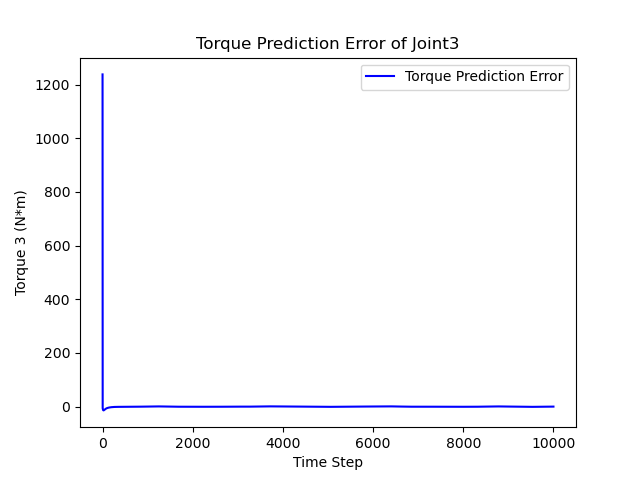 Torque Prediction Error of Joint3
Torque Prediction Error
1200
1000
800
600
400
200
0
Torque 3 (N*m)
0 2000 4000 6000 8000 10000
Time Step